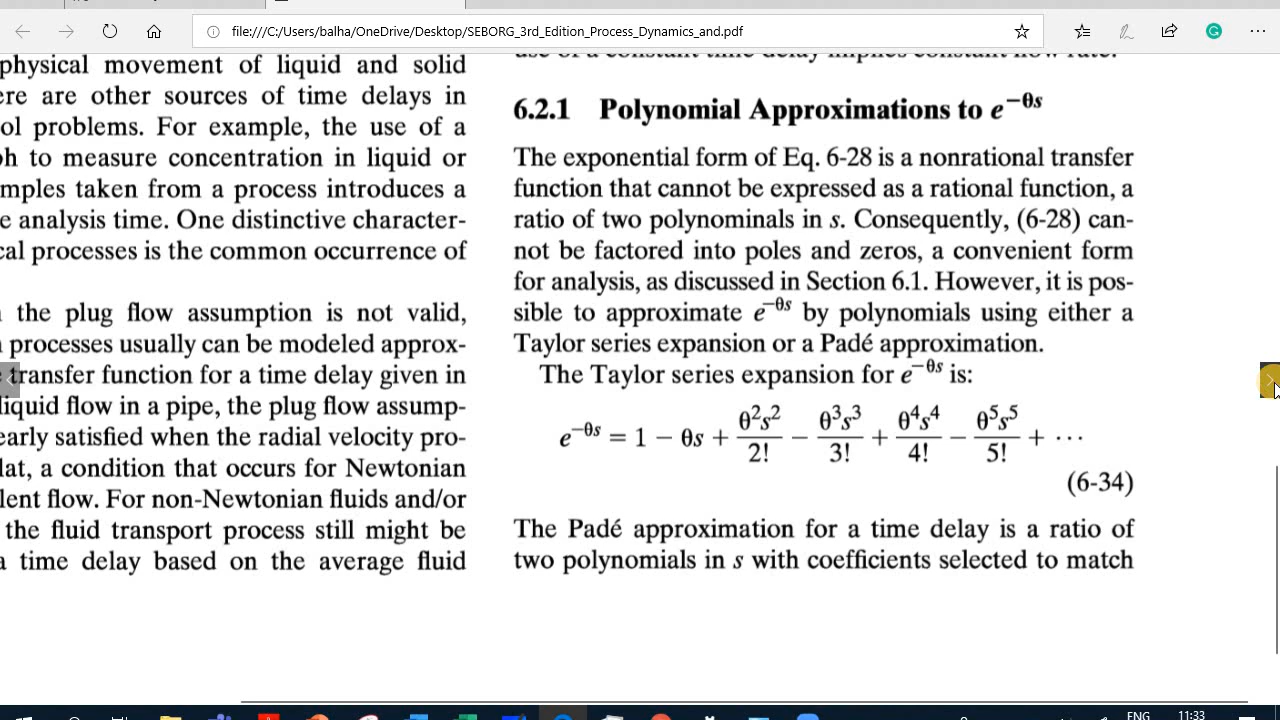 file:///C:/Users/balha/OneDrive/Desktop/SEBORG_3rd_Edition_Process_Dynamics_and.pdf
physical movement of liquid and solid
ere are other sources of time delays in
ol problems. For example, the use of a
ph to measure concentration in liquid or
mples taken from a process introduces a
e analysis time. One distinctive character-
cal processes is the common occurrence of
the plug flow assumption is not valid,
processes usually can be modeled approx-
transfer function for a time delay given in
liquid flow in a pipe, the plug flow assump-
early satisfied when the radial velocity pro-
lat, a condition that occurs for Newtonian
lent flow. For non-Newtonian fluids and/or
the fluid transport process still might be
a time delay based on the average fluid
use of a constant time delay implies constant flow rate.
6.2.1 Polynomial Approximations to e^−θs
The exponential form of Eq. 6-28 is a nonrational transfer
function that cannot be expressed as a rational function, a
ratio of two polynominals in s. Consequently, (6-28) can-
not be factored into poles and zeros, a convenient form
for analysis, as discussed in Section 6.1. However, it is pos-
sible to approximate e^−θs by polynomials using either a
Taylor series expansion or a Padé approximation.
The Taylor series expansion for e^−θs is:
e^−θs = 1 − θs + θ²s²/2! − θ³s³/3! + θ⁴s⁴/4! − θ⁵s⁵/5! + ···
(6-34)
The Padé approximation for a time delay is a ratio of
two polynomials in s with coefficients selected to match
ENG
11:33